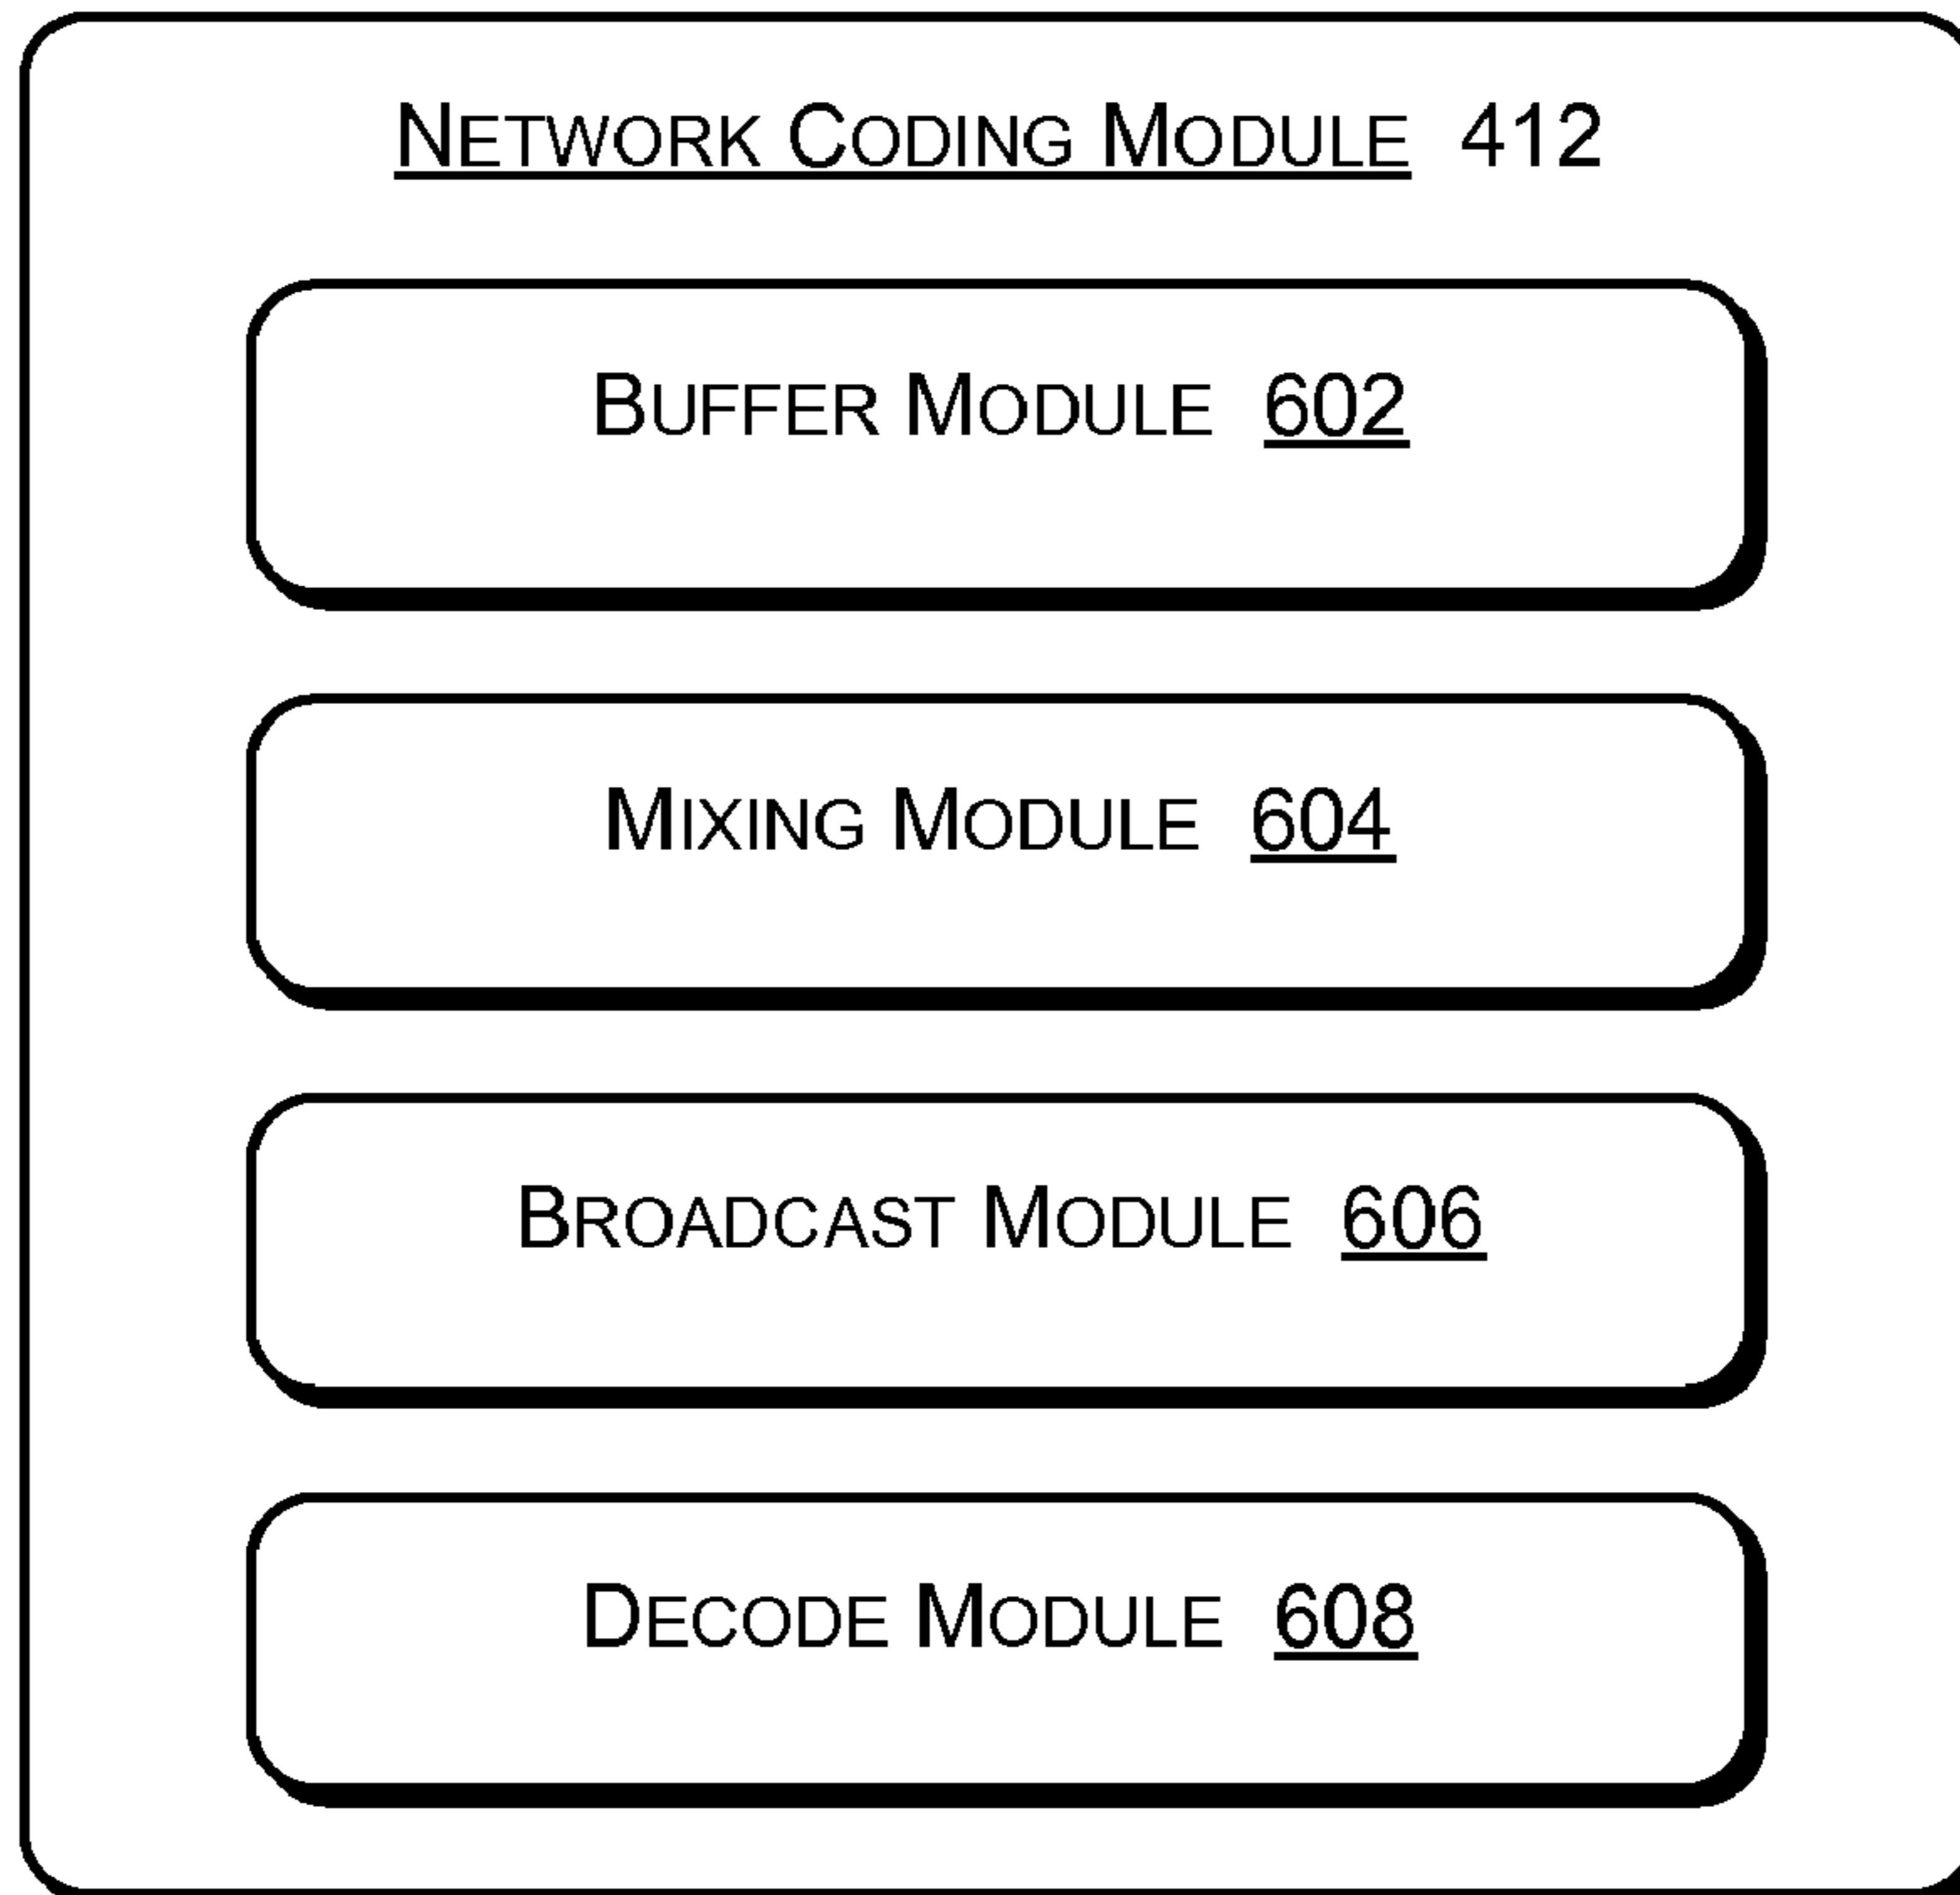 NETWORK CODING MODULE 412
BUFFER MODULE 602
MIXING MODULE 604
BROADCAST MODULE 606
DECODE MODULE 608